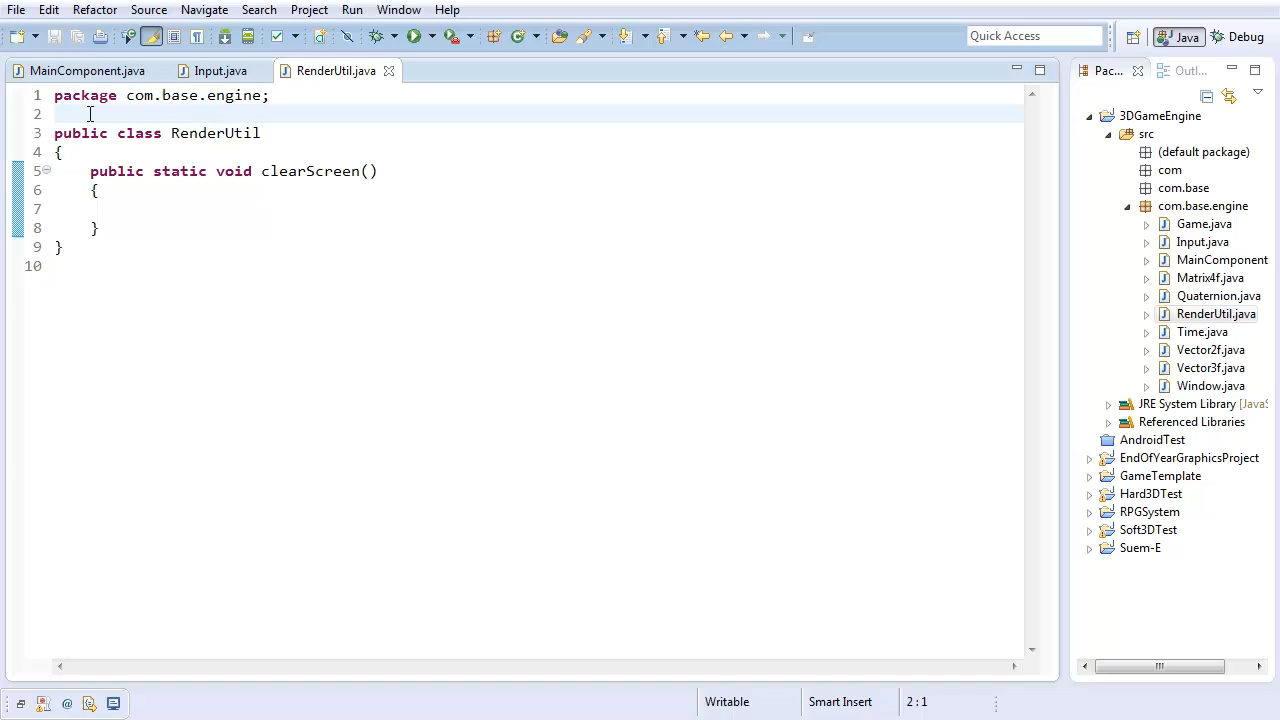 File Edit Refactor Source Navigate Search Project Run Window Help
Quick Access Java Debug
MainComponent.java Input.java RenderUtil.java Pac... Outl...
1 package com.base.engine;
2
3 public class RenderUtil
4 {
5 public static void clearScreen()
6 {
7
8 }
9 }
10
3DGameEngine
src
(default package)
com
com.base
com.base.engine
Game.java
Input.java
MainComponent
Matrix4f.java
Quaternion.java
RenderUtil.java
Time.java
Vector2f.java
Vector3f.java
Window.java
JRE System Library [JavaS
Referenced Libraries
AndroidTest
EndOfYearGraphicsProject
GameTemplate
Hard3DTest
RPGSystem
Soft3DTest
Suem-E
Writable Smart Insert 2 : 1